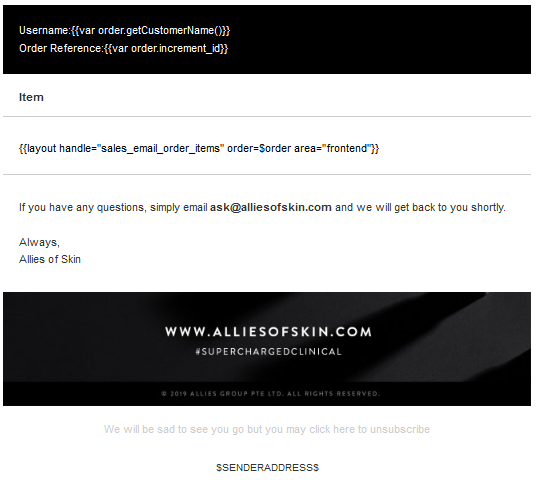 Username:{{var order.getCustomerName()}}
Order Reference:{{var order.increment_id}}
Item
{{layout handle="sales_email_order_items" order=$order area="frontend"}}
If you have any questions, simply email ask@alliesofskin.com and we will get back to you shortly.
Always,
Allies of Skin
WWW.ALLIESOFSKIN.COM
#SUPERCHARGEDCLINICAL
© 2019 ALLIES GROUP PTE LTD. ALL RIGHTS RESERVED.
We will be sad to see you go but you may click here to unsubscribe
$SENDERADDRESS$